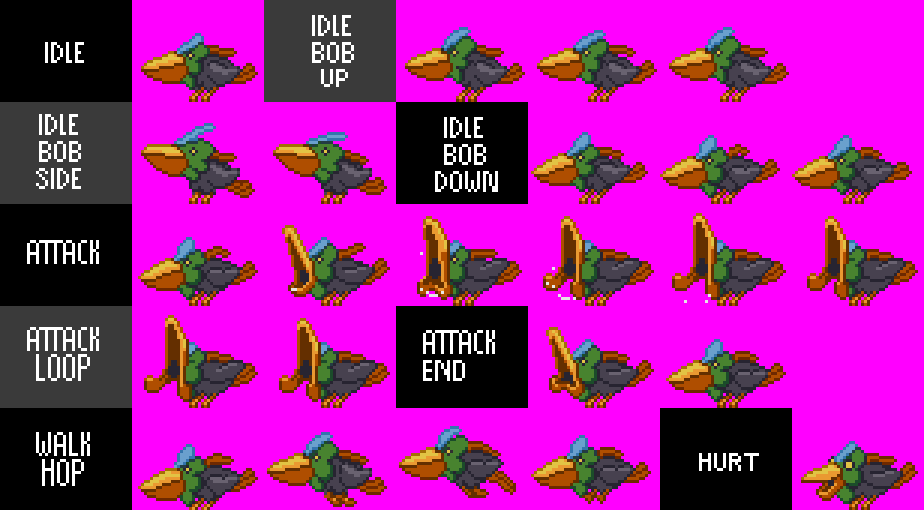 IDLE
IDLE
BOB
UP
IDLE
BOB
SIDE
IDLE
BOB
DOWN
ATTACK
ATTACK
LOOP
ATTACK
END
WALK
HOP
HURT